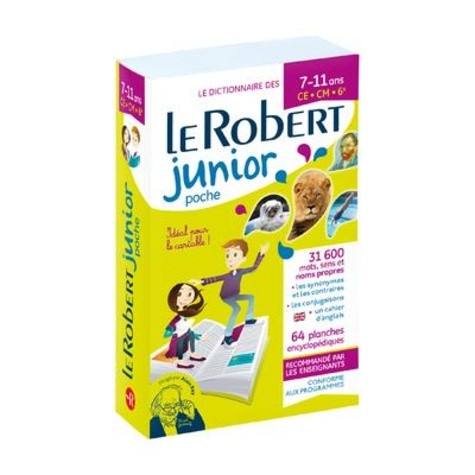 7-11 ans
CE • CM • 6e
LE ROBERT junior
poche
LE DICTIONNAIRE DES
7-11 ans
CE • CM • 6e
LE ROBERT
junior
poche
Idéal pour
le cartable !
31 600
mots, sens et
noms propres
• les synonymes
et les contraires
• les conjugaisons
• un cahier
d'anglais
64 planches
encyclopédiques
RECOMMANDÉ PAR
LES ENSEIGNANTS
CONFORME
AUX PROGRAMMES